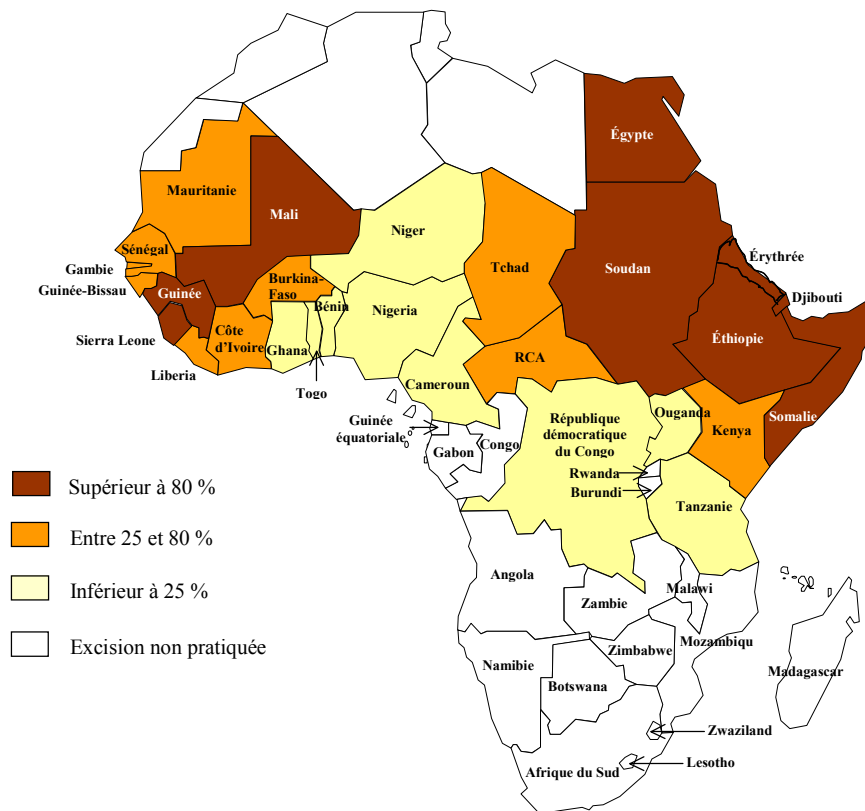 Égypte
Mauritanie
Mali
Niger
Sénégal
Tchad
Soudan
Érythrée
Gambie
Burkina-
Faso
Guinée-Bissau
Guinée
Djibouti
Bénin
Nigeria
Sierra Leone
Côte
d'Ivoire
Ghana
Éthiopie
RCA
Liberia
Togo
Cameroun
Ouganda
Somalie
Guinée
équatoriale
République
démocratique
du Congo
Kenya
Congo
Gabon
Rwanda
Burundi
Supérieur à 80 %
Tanzanie
Entre 25 et 80 %
Angola
Inférieur à 25 %
Malawi
Zambie
Excision non pratiquée
Mozambiqu
Zimbabwe
Namibie
Madagascar
Botswana
Zwaziland
Lesotho
Afrique du Sud